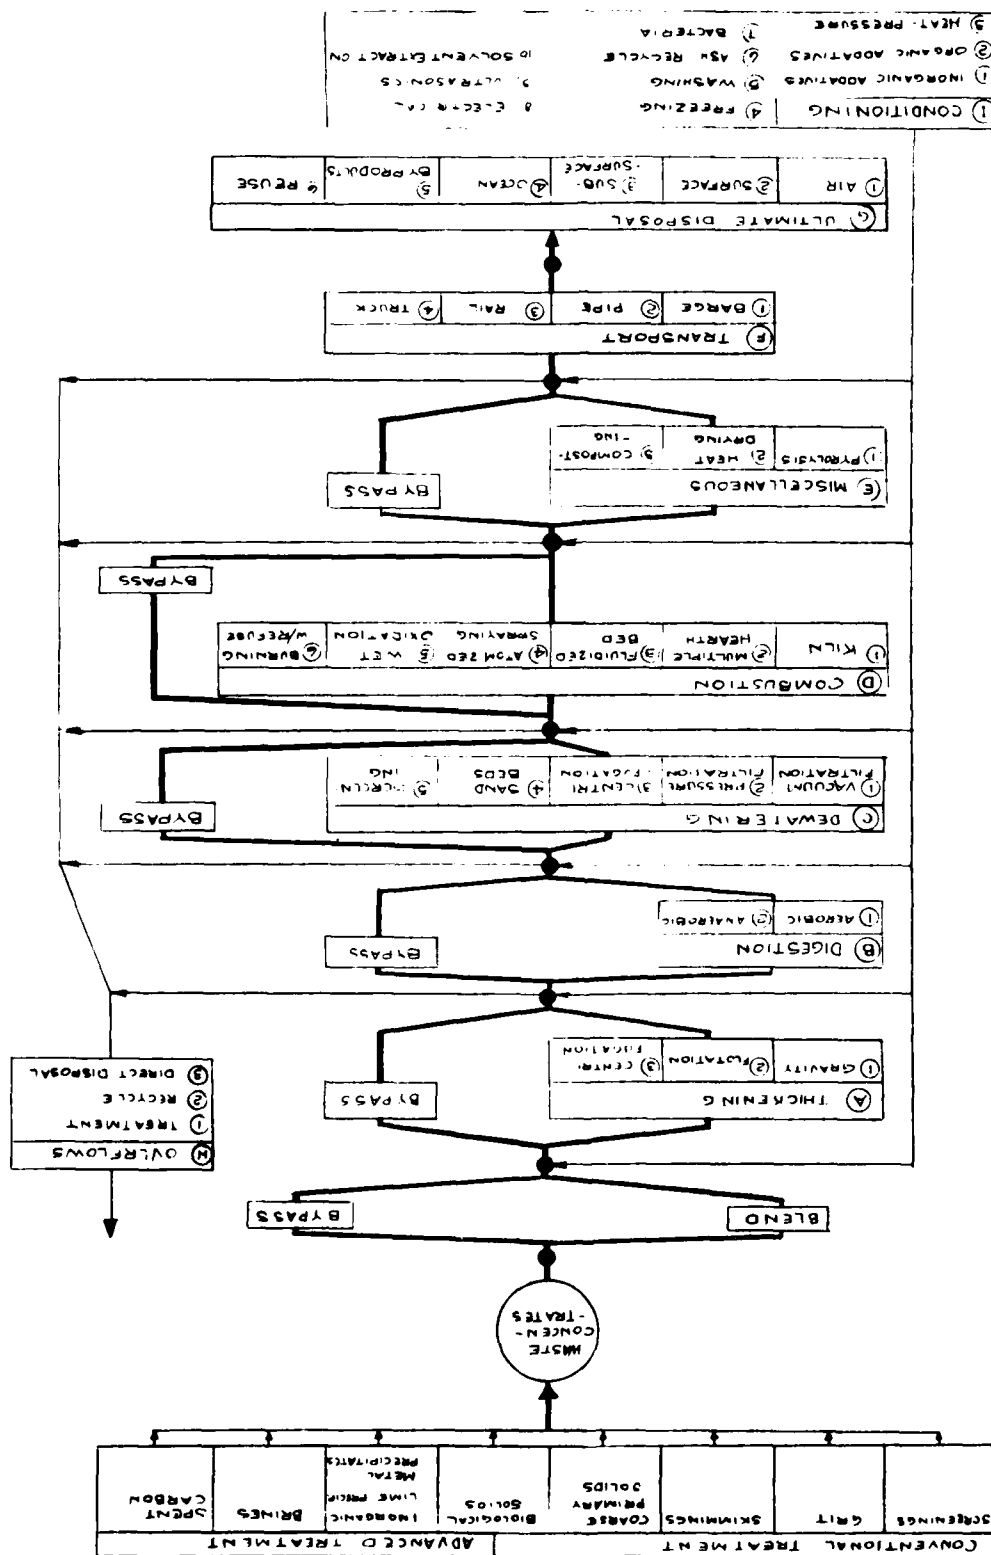 CONVENTIONAL TREATMENT
ADVANCED TREATMENT
SCREENINGS
GRIT
SKIMMINGS
COARSE
PRIMARY
SOLIDS
BIOLOGICAL
SOLIDS
INORGANIC
LIME PRECIP
METAL
PRECIPITATES
BRINES
SPENT
CARBON
WASTE
CONCEN-
-TRATES
BLEND
BYPASS
H OVERFLOWS
1 TREATMENT
2 RECYCLE
3 DIRECT DISPOSAL
A THICKENING
1 GRAVITY
2 FLOTATION
3 CENTRI
FUGATION
BYPASS
B DIGESTION
1 AEROBIC
2) ANAEROBIC
BYPASS
C DEWATERING
1 VACUUM
FILTRATION
2 PRESSURE
FILTRATION
3) CENTRI
-FUGATION
4 SAND
BEDS
5 SCREEN
ING
BYPASS
D COMBUSTION
1) KILN
2 MULTIPLE
HEARTH
3 FLUIDIZED
BED
4 ATOMIZED
SPRAYING
5 WET
OXIDATION
6 BURNING
W/REFUSE
BYPASS
E MISCELLANEOUS
1) PYROLYSIS
2) HEAT
DRYING
3) COMPOST-
-ING
BYPASS
F TRANSPORT
1 BARGE
2 PIPE
3 RAIL
4 TRUCK
G ULTIMATE DISPOSAL
1 AIR
2 SURFACE
3 SUB-
-SURFACE
4 OCEAN
5 BYPRODUCTS
6 REUSE
I CONDITIONING
1 INORGANIC ADDITIVES
2 ORGANIC ADDITIVES
3 HEAT-PRESSURE
4 FREEZING
5 WASHING
6 ASH RECYCLE
7 BACTERIA
8 ELECTRICAL
9. ULTRASONICS
10 SOLVENT EXTRACTION